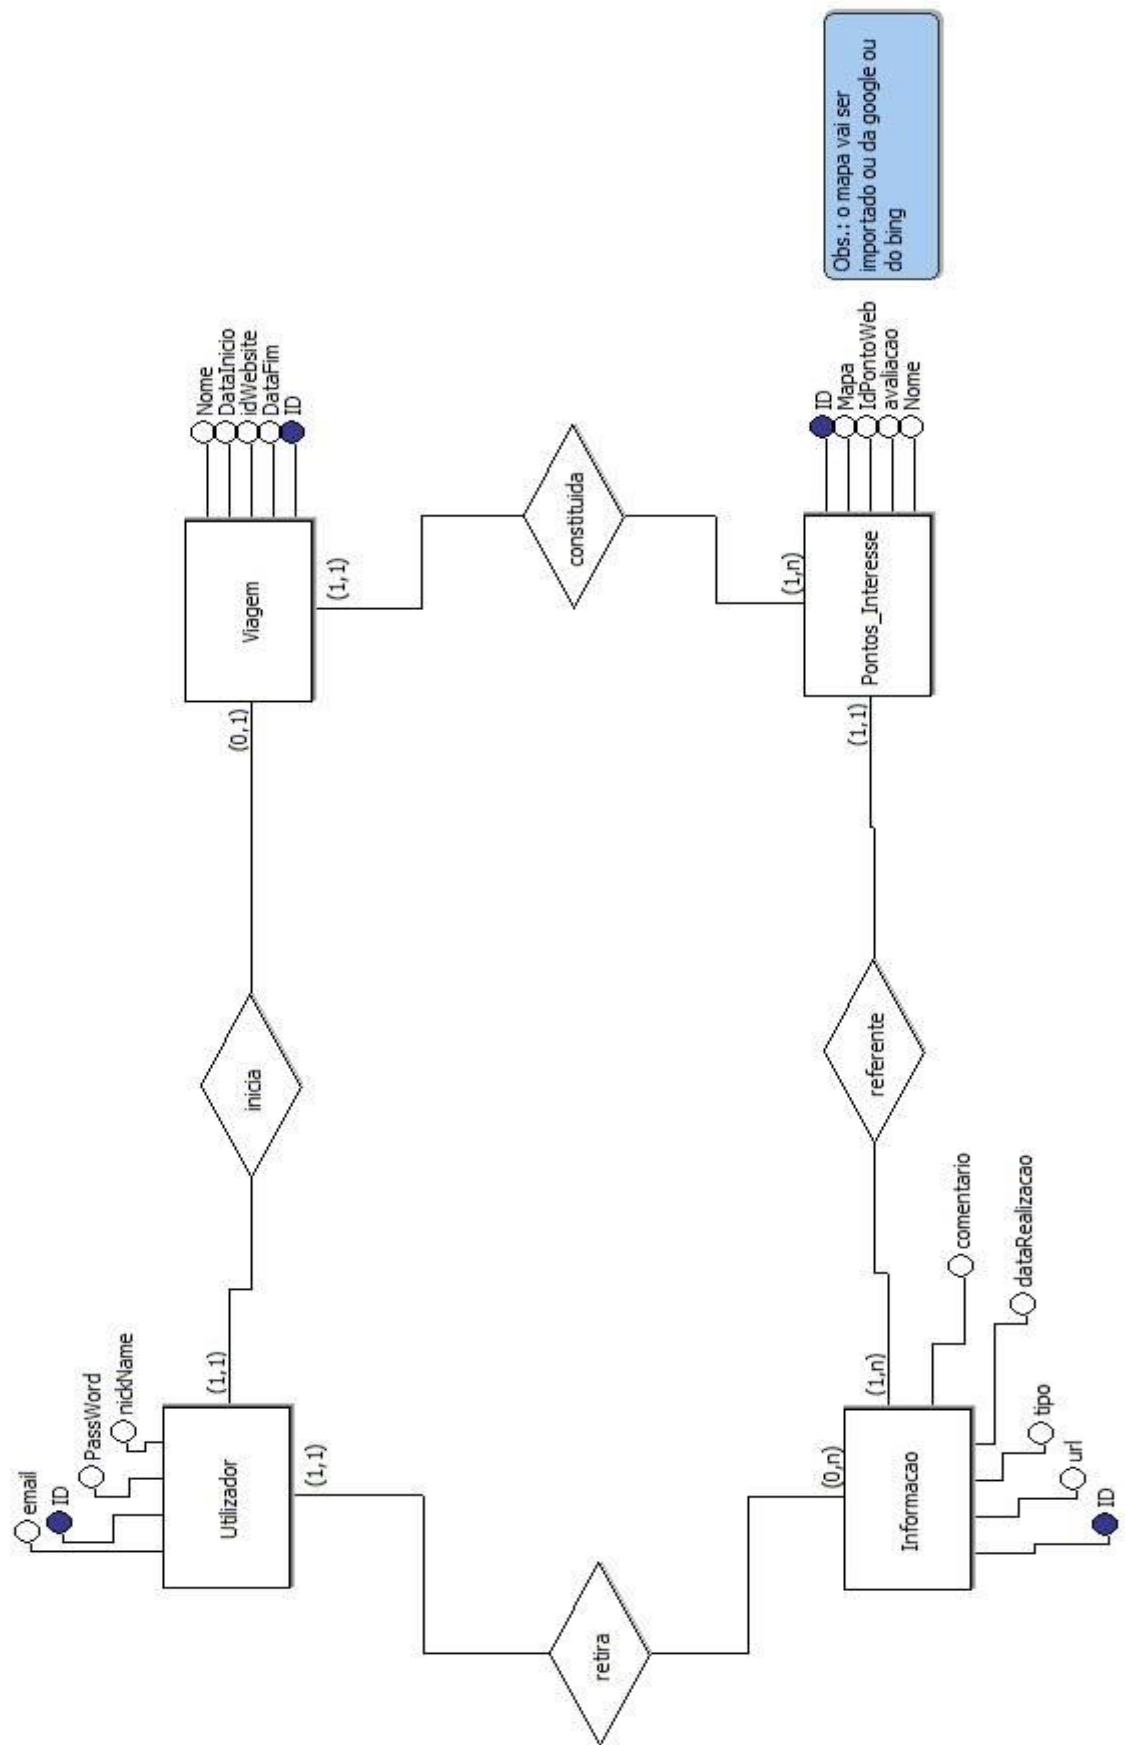 email
ID
PassWord
nickName
Utilizador
(1,1)
inicia
(0,1)
Viagem
Nome
DataInicio
idWebsite
DataFim
ID
(1,1)
(1,1)
retira
constituida
(0,n)
(1,n)
Informacao
(1,n)
referente
(1,1)
Pontos_Interesse
ID
Mapa
IdPontoWeb
avaliacao
Nome
Obs.: o mapa vai ser
importado ou da google ou
do bing
comentario
dataRealizacao
tipo
url
ID